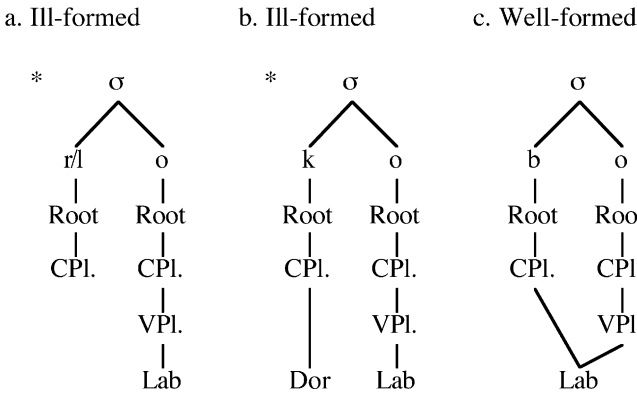 a. Ill-formed b. Ill-formed c. Well-formed
* σ * σ σ
r/l o k o b o
Root Root Root Root Root Roo
CPl. CPl. CPl. CPl. CPl. CPl
VPl. VPl. VPl
Lab Dor Lab Lab